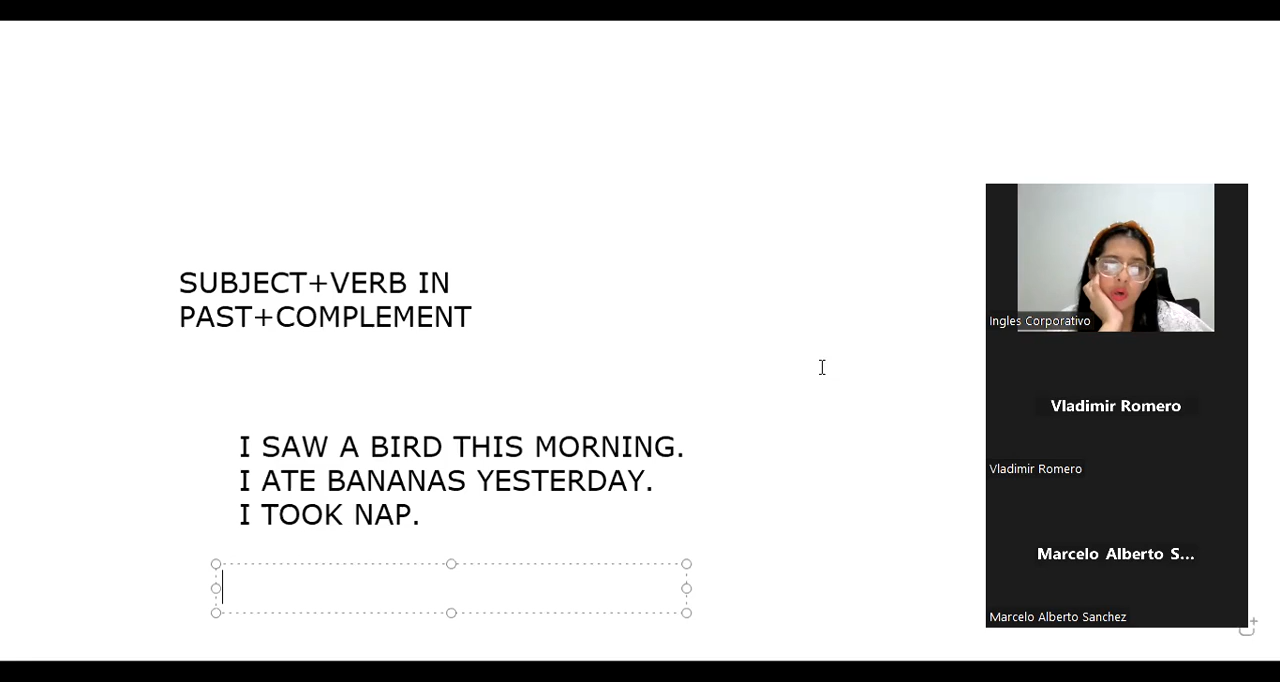 SUBJECT+VERB IN
PAST+COMPLEMENT
I SAW A BIRD THIS MORNING.
I ATE BANANAS YESTERDAY.
I TOOK NAP.
Ingles Corporativo
Vladimir Romero
Vladimir Romero
Marcelo Alberto S...
Marcelo Alberto Sanchez